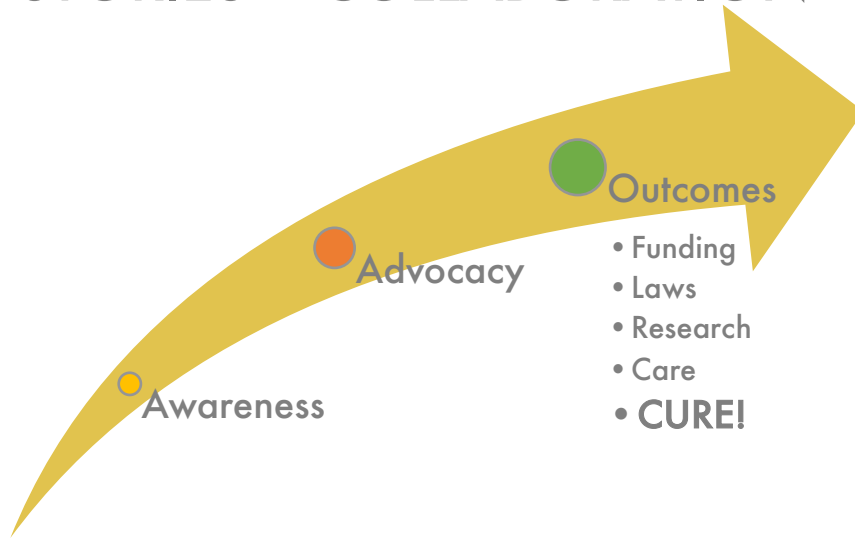 Outcomes
• Funding
Advocacy
• Laws
• Research
• Care
Awareness
• CURE!